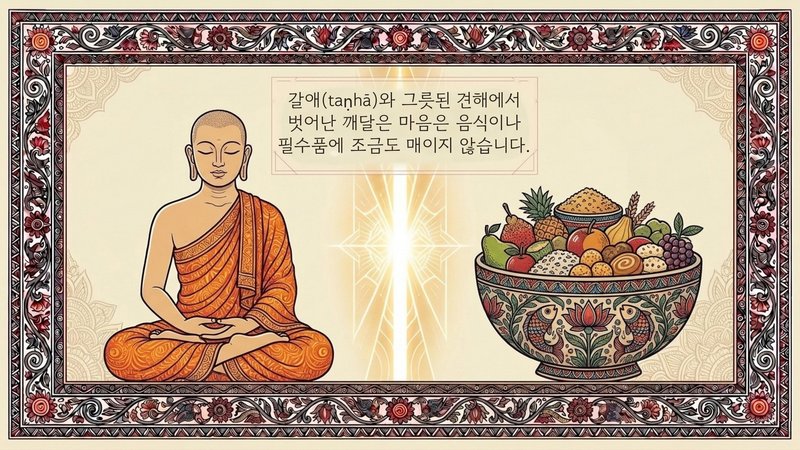 갈애(taṇhā)와 그릇된 견해에서
벗어난 깨달은 마음은 음식이나
필수품에 조금도 매이지 않습니다.